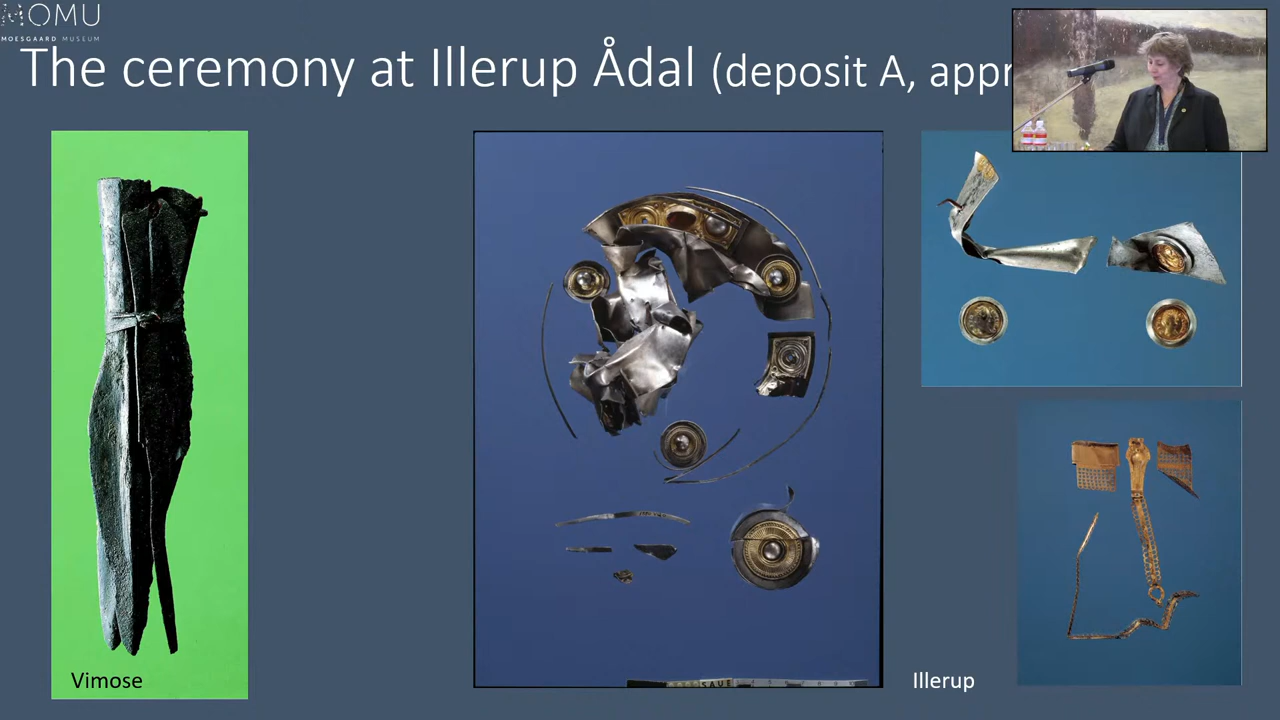 MOMU
MOESGAARD MUSEUM
The ceremony at Illerup Ådal (deposit A, appr
Vimose
Illerup